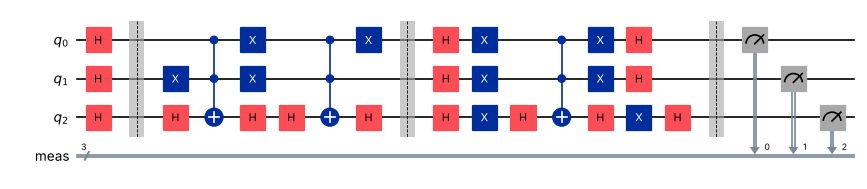 q0 H X X H X X H
q1 H X X H X X H
q2 H H H H H H X H H X H
meas 3 0 1 2